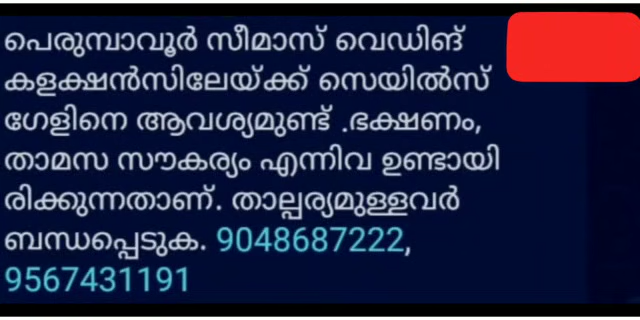 പെരുമ്പാവൂർ സീമാസ് വെഡിങ്
കളക്ഷൻസിലേയ്ക്ക് സെയിൽസ്
ഗേളിനെ ആവശ്യമുണ്ട് .ഭക്ഷണം,
താമസ സൗകര്യം എന്നിവ ഉണ്ടായി
രിക്കുന്നതാണ്. താല്പര്യമുള്ളവർ
ബന്ധപ്പെടുക. 9048687222,
9567431191